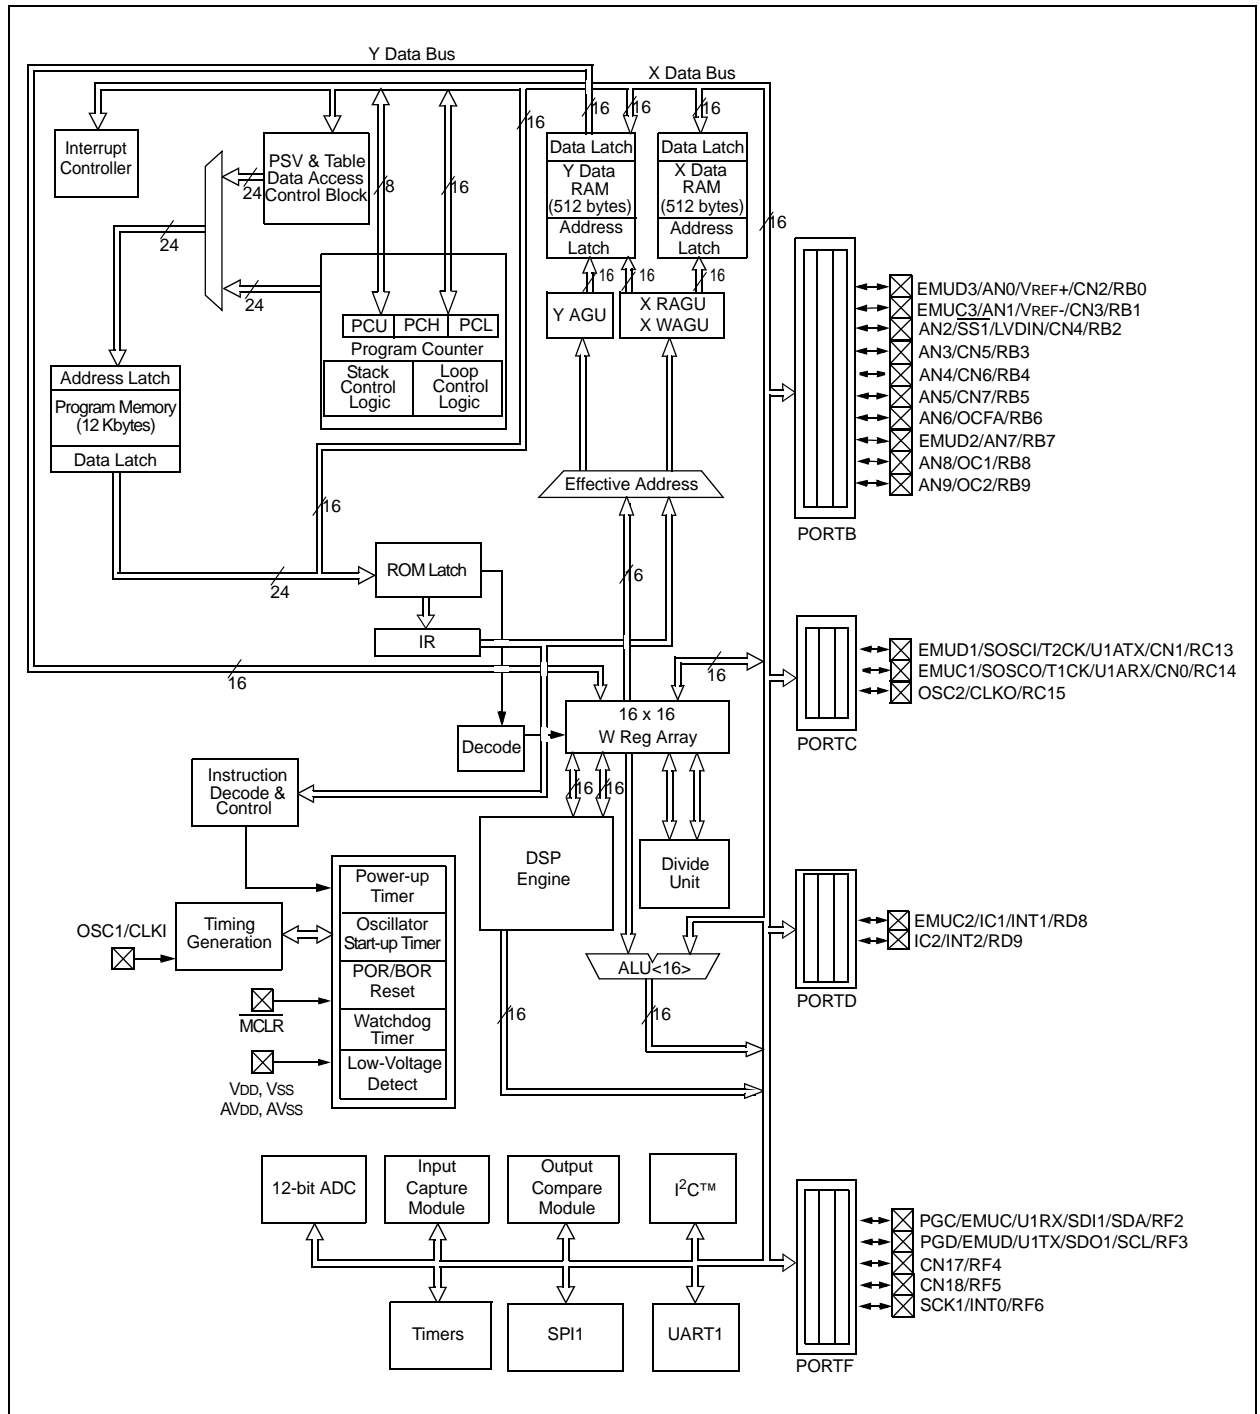 Y Data Bus
X Data Bus
16
16
16
16
Interrupt
Controller
PSV & Table
Data Access
Control Block
24
24
24
8
16
Data Latch
Y Data
RAM
(512 bytes)
Address
Latch
Data Latch
X Data
RAM
(512 bytes)
Address
Latch
16
16
16
16
Y AGU
X RAGU
X WAGU
PCU
PCH
PCL
Program Counter
Stack
Control
Logic
Loop
Control
Logic
Address Latch
Program Memory
(12 Kbytes)
Data Latch
Effective Address
16
24
ROM Latch
IR
16
16
16
16 x 16
W Reg Array
Decode
Instruction
Decode &
Control
16
16
DSP
Engine
Divide
Unit
Power-up
Timer
Oscillator
Start-up Timer
POR/BOR
Reset
Watchdog
Timer
Low-Voltage
Detect
OSC1/CLKI
Timing
Generation
MCLR
VDD, VSS
AVDD, AVSS
ALU<16>
16
16
12-bit ADC
Input
Capture
Module
Output
Compare
Module
I²C™
Timers
SPI1
UART1
EMUD3/AN0/VREF+/CN2/RB0
EMUC3/AN1/VREF-/CN3/RB1
AN2/SS1/LVDIN/CN4/RB2
AN3/CN5/RB3
AN4/CN6/RB4
AN5/CN7/RB5
AN6/OCFA/RB6
EMUD2/AN7/RB7
AN8/OC1/RB8
AN9/OC2/RB9
PORTB
EMUD1/SOSCI/T2CK/U1ATX/CN1/RC13
EMUC1/SOSCO/T1CK/U1ARX/CN0/RC14
OSC2/CLKO/RC15
PORTC
EMUC2/IC1/INT1/RD8
IC2/INT2/RD9
PORTD
PGC/EMUC/U1RX/SDI1/SDA/RF2
PGD/EMUD/U1TX/SDO1/SCL/RF3
CN17/RF4
CN18/RF5
SCK1/INT0/RF6
PORTF